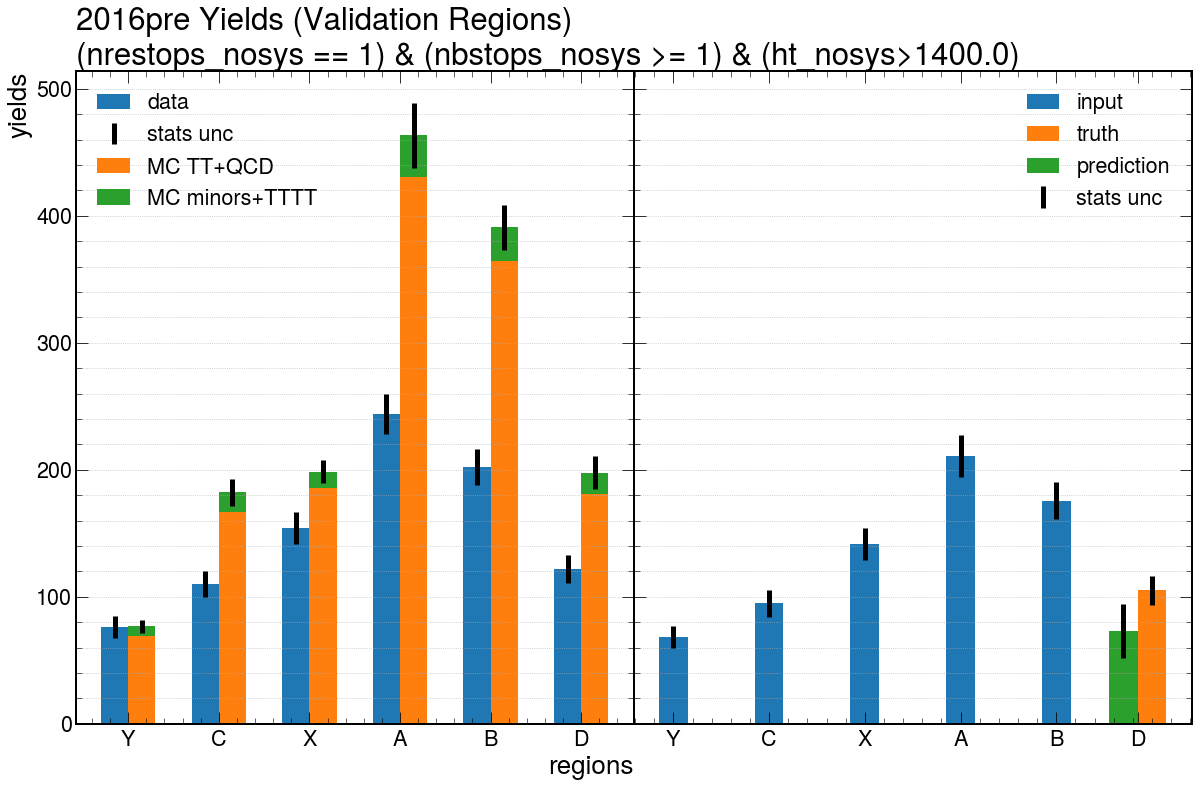 2016pre Yields (Validation Regions)
(nrestops_nosys == 1) & (nbstops_nosys >= 1) & (ht_nosys>1400.0)
yields
500
400
300
200
100
0
data
stats unc
MC TT+QCD
MC minors+TTTT
input
truth
prediction
stats unc
Y C X A B D
Y C X A B D
regions